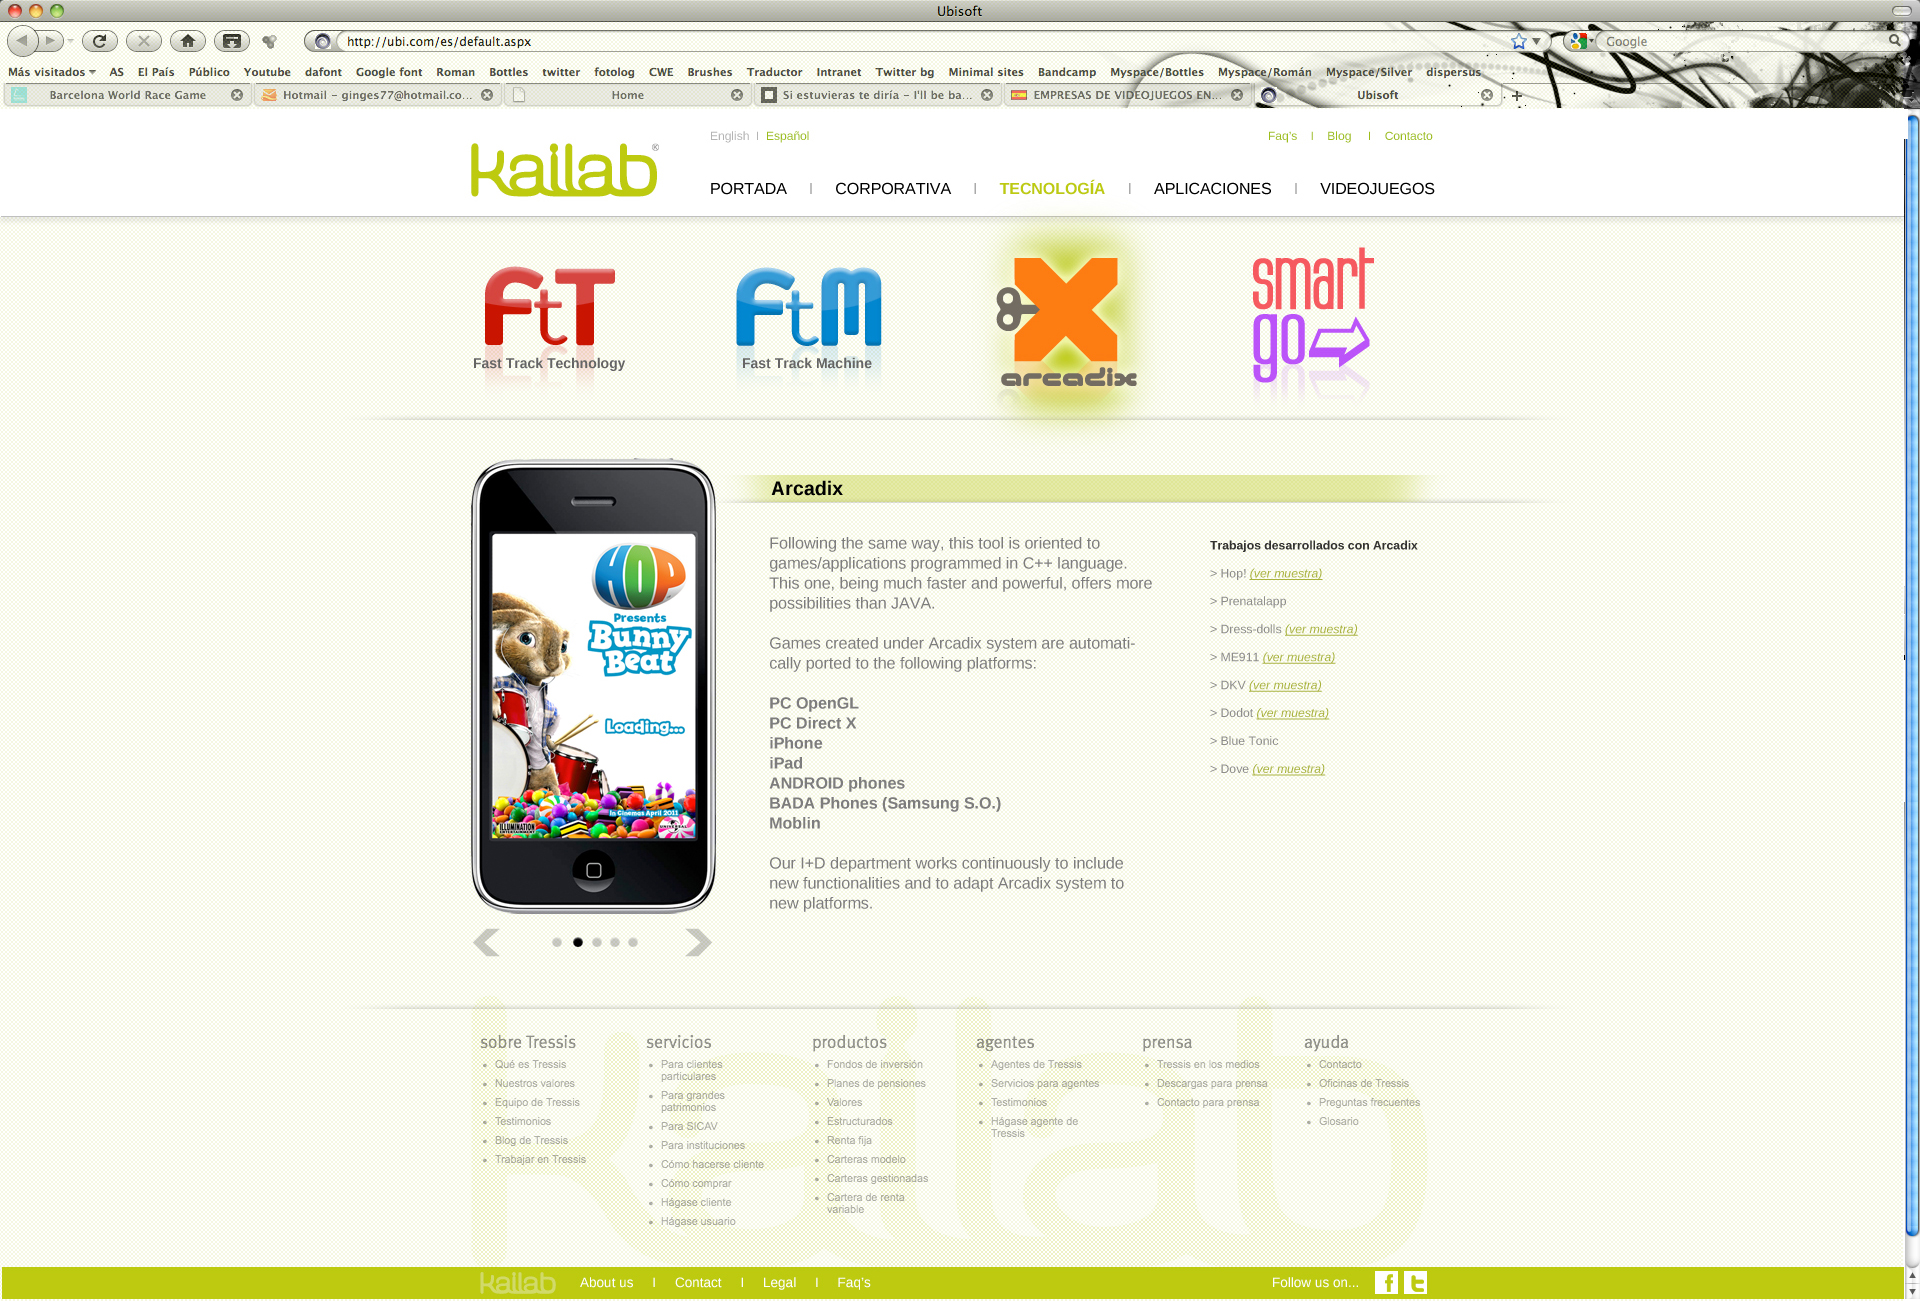 Ubisoft
http://ubi.com/es/default.aspx
Google
Más visitados AS El País Público Youtube dafont Google font Roman Bottles twitter fotolog CWE Brushes Traductor Intranet Twitter bg Minimal sites Bandcamp Myspace/Bottles Myspace/Román Myspace/Silver dispersus
Barcelona World Race Game Hotmail – ginges77@hotmail.co... Home Si estuvieras te diría – I'll be ba... EMPRESAS DE VIDEOJUEGOS EN... Ubisoft
English I Español
Faq's I Blog I Contacto
kailab®
PORTADA I CORPORATIVA I TECNOLOGÍA I APLICACIONES I VIDEOJUEGOS
FtT
Fast Track Technology
FtM
Fast Track Machine
X
arcadix
smart
go
Arcadix
HOP
Presents
Bunny
Beat
Loading...
In Cinemas April 2011
ILLUMINATION
ENTERTAINMENT
UNIVERSAL
Following the same way, this tool is oriented to
games/applications programmed in C++ language.
This one, being much faster and powerful, offers more
possibilities than JAVA.
Games created under Arcadix system are automati-
cally ported to the following platforms:
PC OpenGL
PC Direct X
iPhone
iPad
ANDROID phones
BADA Phones (Samsung S.O.)
Moblin
Our I+D department works continuously to include
new functionalities and to adapt Arcadix system to
new platforms.
Trabajos desarrollados con Arcadix
> Hop! (ver muestra)
> Prenatalapp
> Dress-dolls (ver muestra)
> ME911 (ver muestra)
> DKV (ver muestra)
> Dodot (ver muestra)
> Blue Tonic
> Dove (ver muestra)
kailab
sobre Tressis
• Qué es Tressis
• Nuestros valores
• Equipo de Tressis
• Testimonios
• Blog de Tressis
• Trabajar en Tressis
servicios
• Para clientes
particulares
• Para grandes
patrimonios
• Para SICAV
• Para instituciones
• Cómo hacerse cliente
• Cómo comprar
• Hágase cliente
• Hágase usuario
productos
• Fondos de inversión
• Planes de pensiones
• Valores
• Estructurados
• Renta fija
• Carteras modelo
• Carteras gestionadas
• Cartera de renta
variable
agentes
• Agentes de Tressis
• Servicios para agentes
• Testimonios
• Hágase agente de
Tressis
prensa
• Tressis en los medios
• Descargas para prensa
• Contacto para prensa
ayuda
• Contacto
• Oficinas de Tressis
• Preguntas frecuentes
• Glosario
kailab About us I Contact I Legal I Faq's
Follow us on... f t